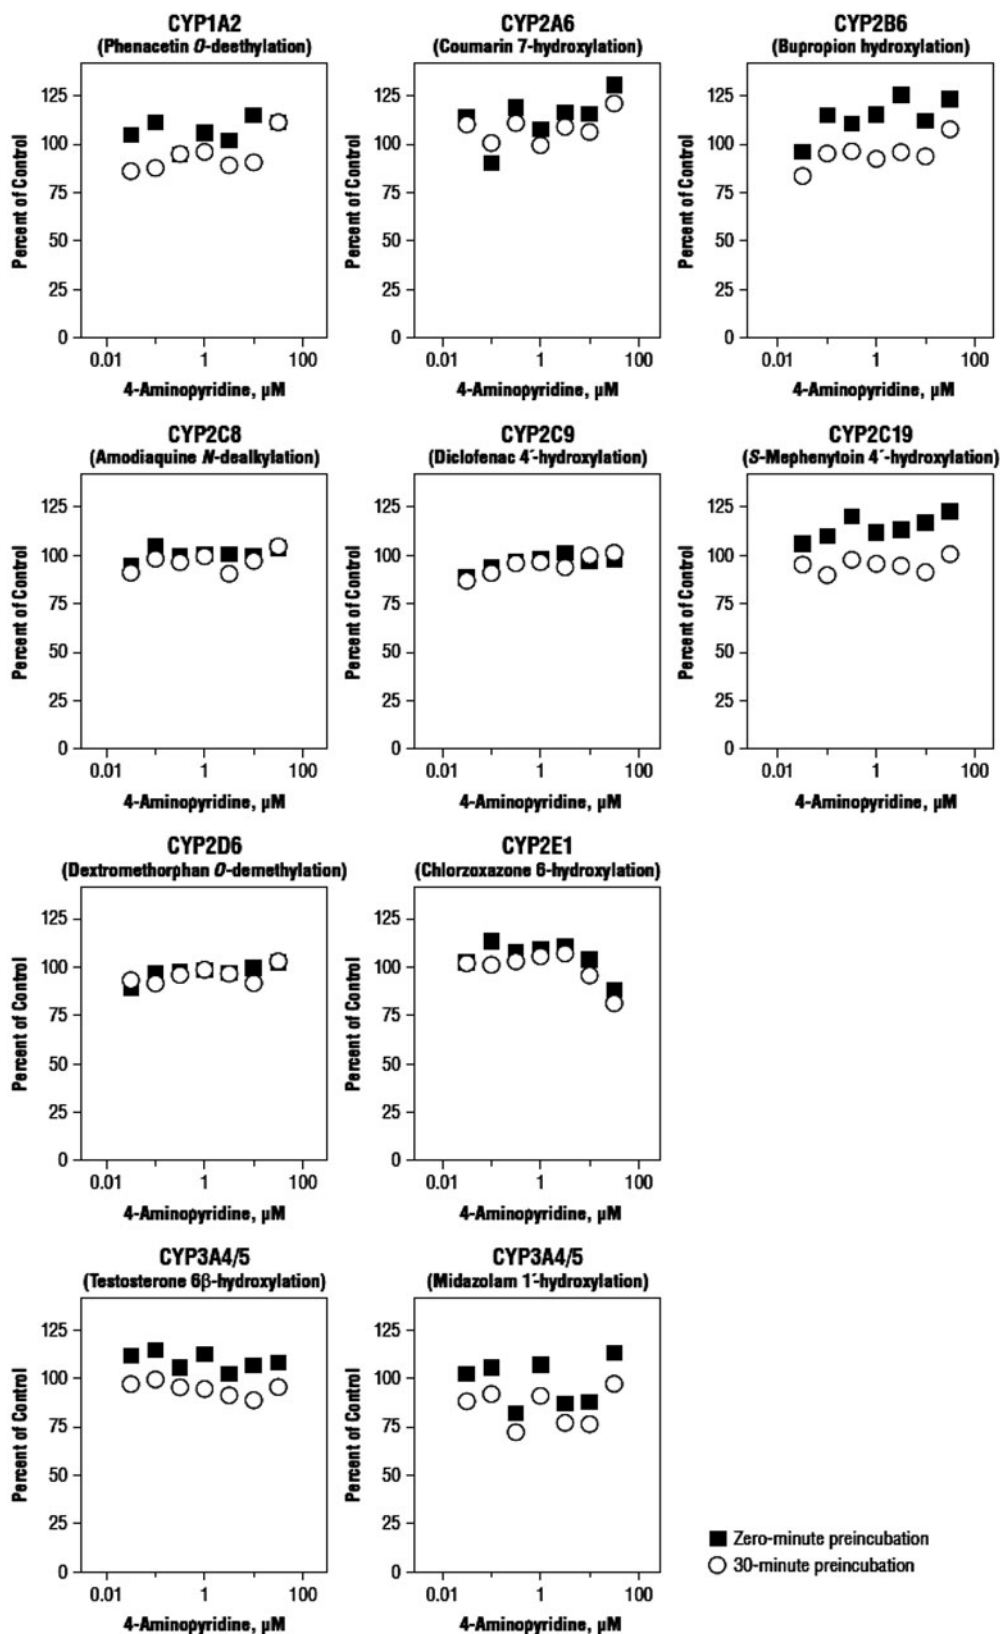 CYP1A2
(Phenacetin O-deethylation)
Percent of Control
125
100
75
50
25
0
0.01 1 100
4-Aminopyridine, µM
CYP2A6
(Coumarin 7-hydroxylation)
Percent of Control
125
100
75
50
25
0
0.01 1 100
4-Aminopyridine, µM
CYP2B6
(Bupropion hydroxylation)
Percent of Control
125
100
75
50
25
0
0.01 1 100
4-Aminopyridine, µM
CYP2C8
(Amodiaquine N-dealkylation)
Percent of Control
125
100
75
50
25
0
0.01 1 100
4-Aminopyridine, µM
CYP2C9
(Diclofenac 4´-hydroxylation)
Percent of Control
125
100
75
50
25
0
0.01 1 100
4-Aminopyridine, µM
CYP2C19
(S-Mephenytoin 4´-hydroxylation)
Percent of Control
125
100
75
50
25
0
0.01 1 100
4-Aminopyridine, µM
CYP2D6
(Dextromethorphan O-demethylation)
Percent of Control
125
100
75
50
25
0
0.01 1 100
4-Aminopyridine, µM
CYP2E1
(Chlorzoxazone 6-hydroxylation)
Percent of Control
125
100
75
50
25
0
0.01 1 100
4-Aminopyridine, µM
CYP3A4/5
(Testosterone 6β-hydroxylation)
Percent of Control
125
100
75
50
25
0
0.01 1 100
4-Aminopyridine, µM
CYP3A4/5
(Midazolam 1´-hydroxylation)
Percent of Control
125
100
75
50
25
0
0.01 1 100
4-Aminopyridine, µM
Zero-minute preincubation
30-minute preincubation